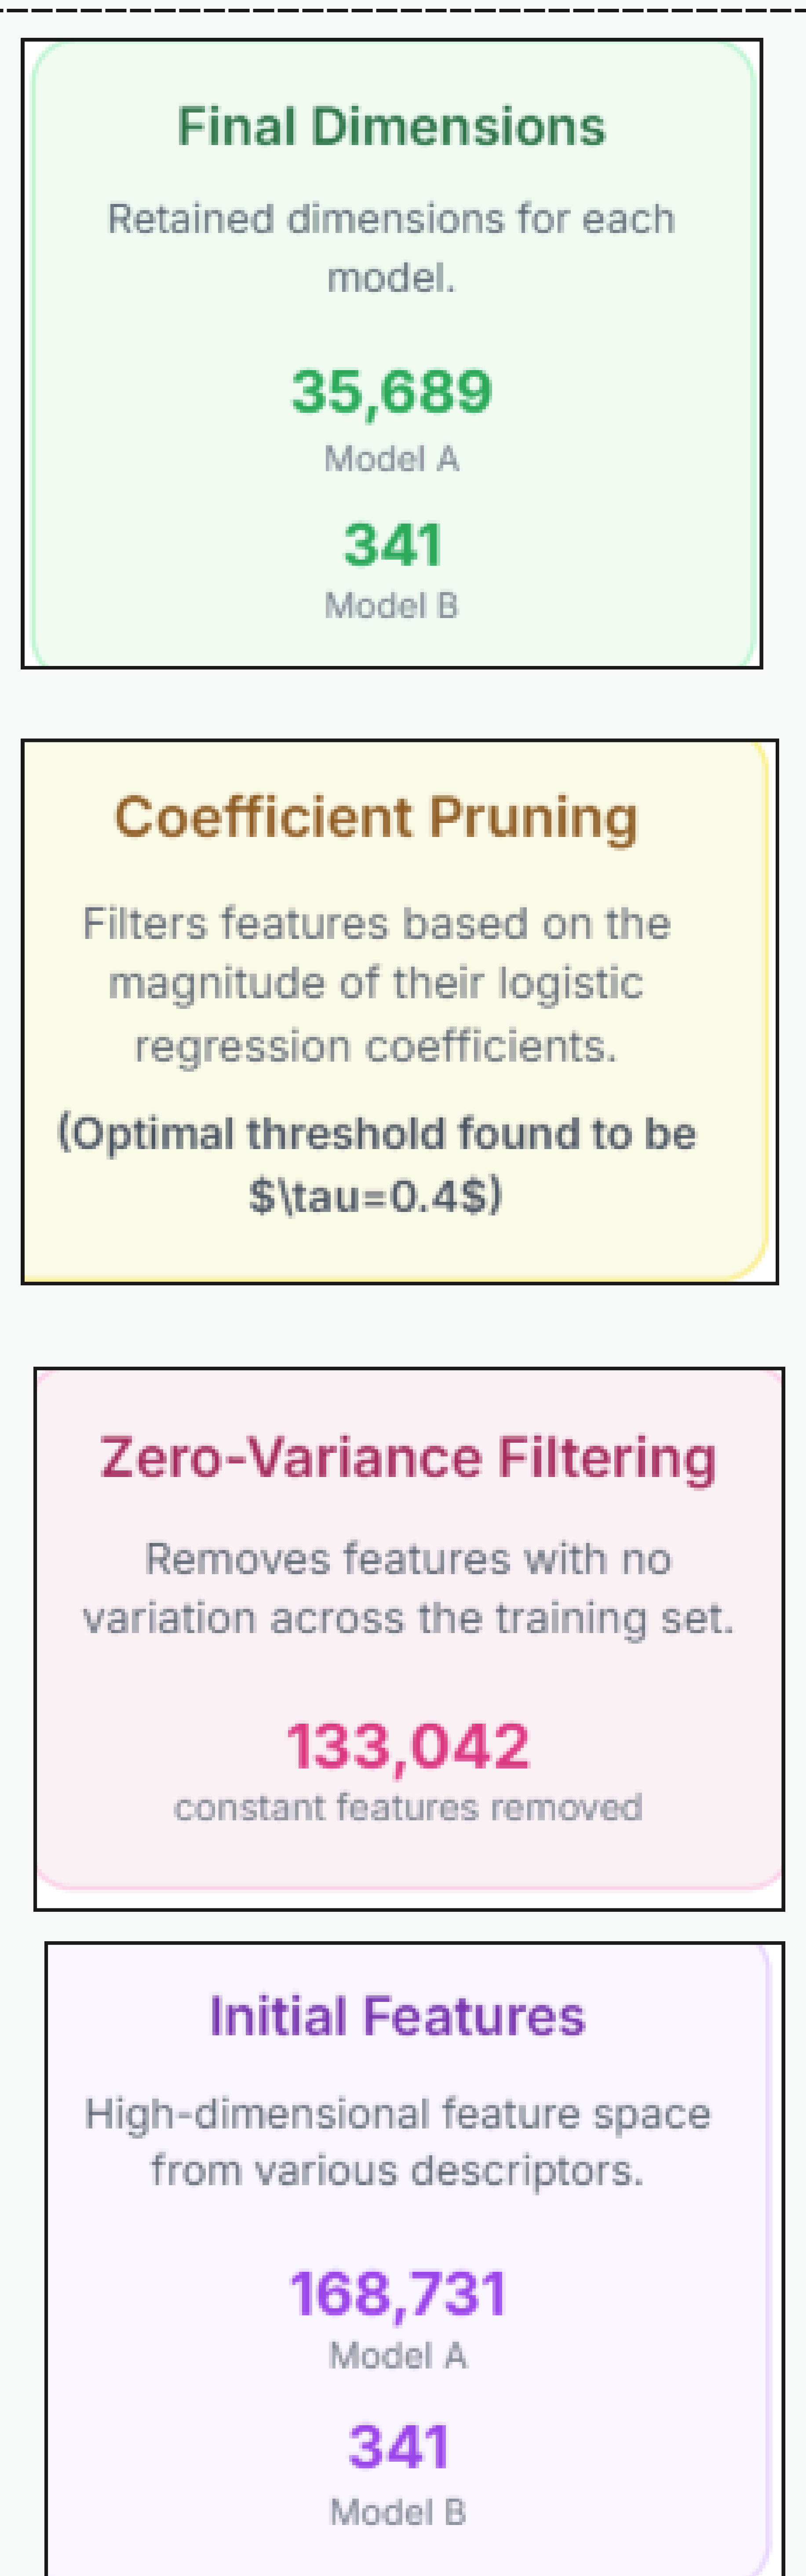 Final Dimensions
Retained dimensions for each
model.
35,689
Model A
341
Model B
Coefficient Pruning
Filters features based on the
magnitude of their logistic
regression coefficients.
(Optimal threshold found to be
$\tau=0.4$)
Zero-Variance Filtering
Removes features with no
variation across the training set.
133,042
constant features removed
Initial Features
High-dimensional feature space
from various descriptors.
168,731
Model A
341
Model B